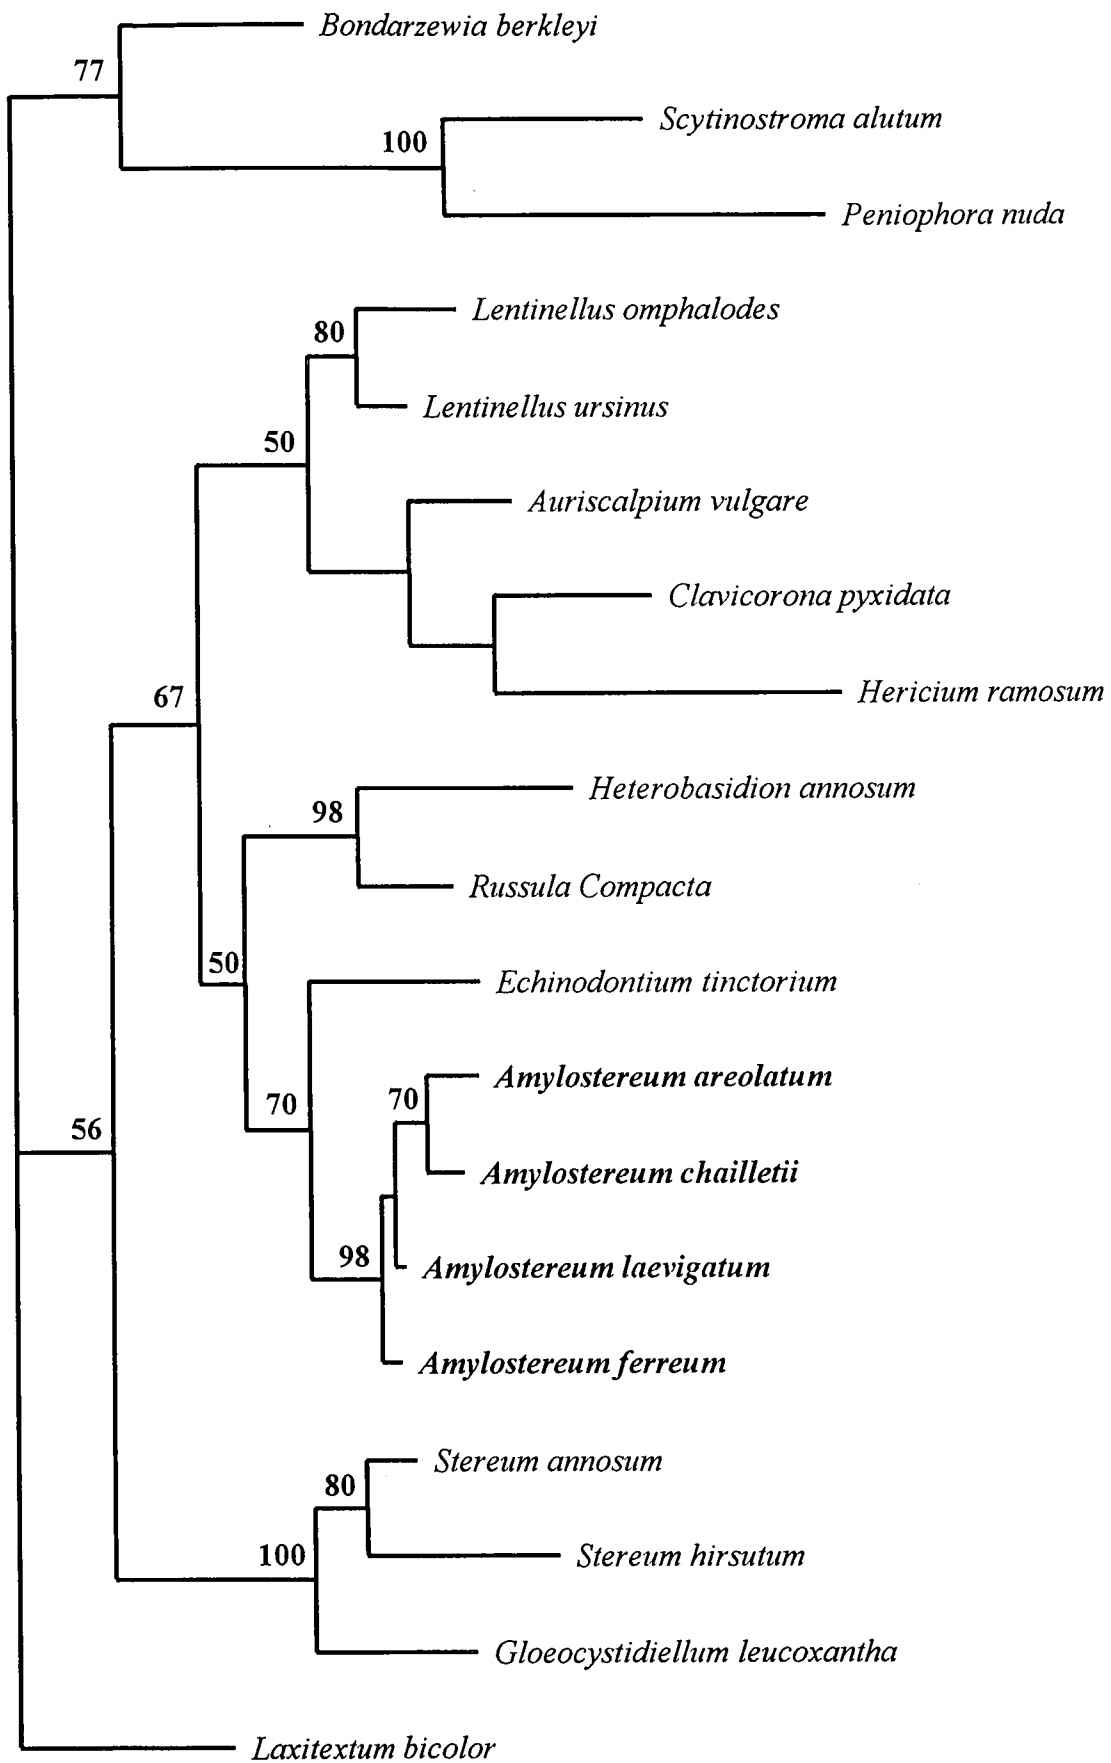 Bondarzewia berkleyi
77
Scytinostroma alutum
100
Peniophora nuda
Lentinellus omphalodes
80
Lentinellus ursinus
50
Auriscalpium vulgare
Clavicorona pyxidata
Hericium ramosum
67
Heterobasidion annosum
98
Russula Compacta
50
Echinodontium tinctorium
Amylostereum areolatum
70
70
56
Amylostereum chailletii
98
Amylostereum laevigatum
Amylostereum ferreum
Stereum annosum
80
Stereum hirsutum
100
Gloeocystidiellum leucoxantha
Laxitextum bicolor